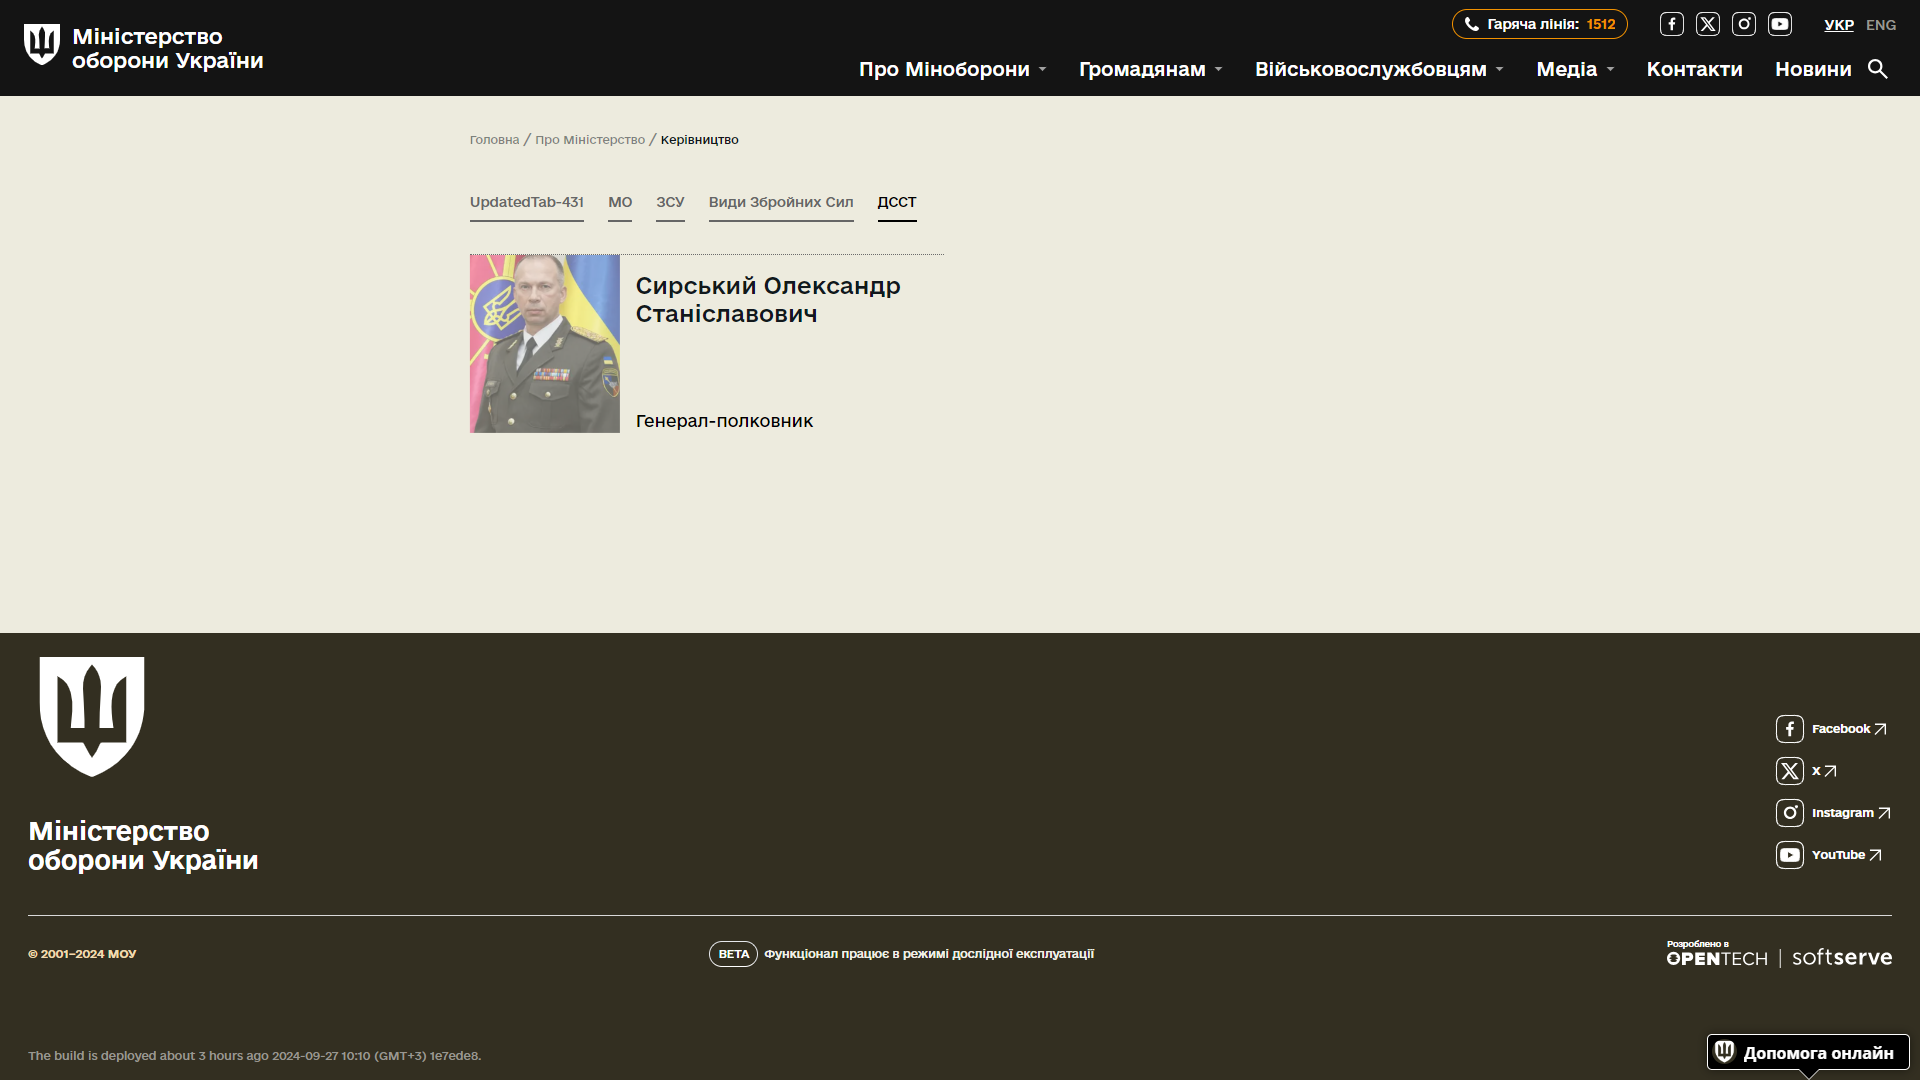 Міністерство
оборони України
Гаряча лінія: 1512
УКР ENG
Про Міноборони
Громадянам
Військовослужбовцям
Медіа
Контакти
Новини
Головна / Про Міністерство / Керівництво
UpdatedTab-431
МО
ЗСУ
Види Збройних Сил
ДССТ
Сирський Олександр
Станіславович
Генерал-полковник
Міністерство
оборони України
Facebook
x
Instagram
YouTube
© 2001–2024 МОУ
BETA Функціонал працює в режимі дослідної експлуатації
Розроблено в
OPENTECH | softserve
The build is deployed about 3 hours ago 2024-09-27 10:10 (GMT+3) 1e7ede8.
Допомога онлайн